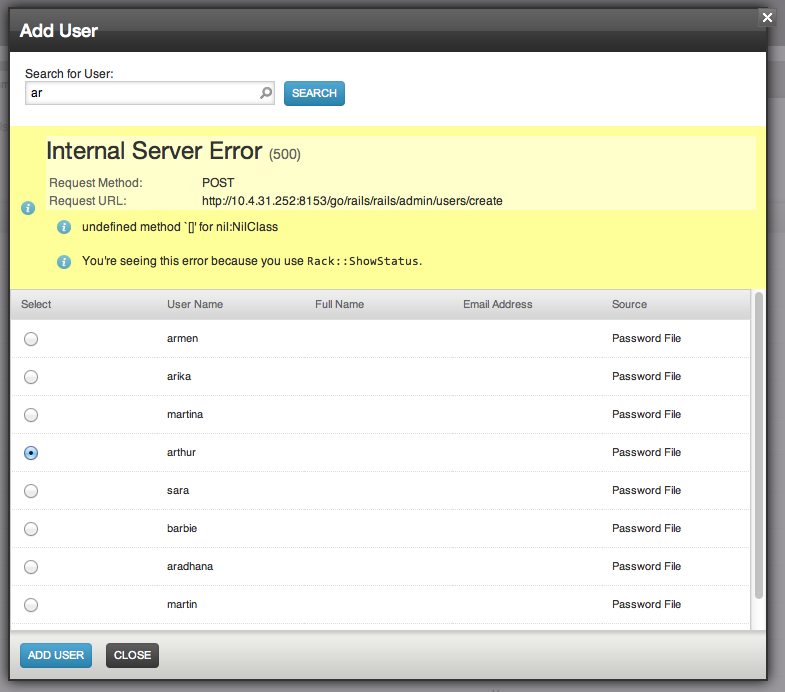 Add User
Search for User:
ar
SEARCH
Internal Server Error (500)
Request Method: POST
Request URL: http://10.4.31.252:8153/go/rails/rails/admin/users/create
undefined method `[]' for nil:NilClass
You're seeing this error because you use Rack::ShowStatus.
Select User Name Full Name Email Address Source
armen Password File
arika Password File
martina Password File
arthur Password File
sara Password File
barbie Password File
aradhana Password File
martin Password File
ADD USER CLOSE